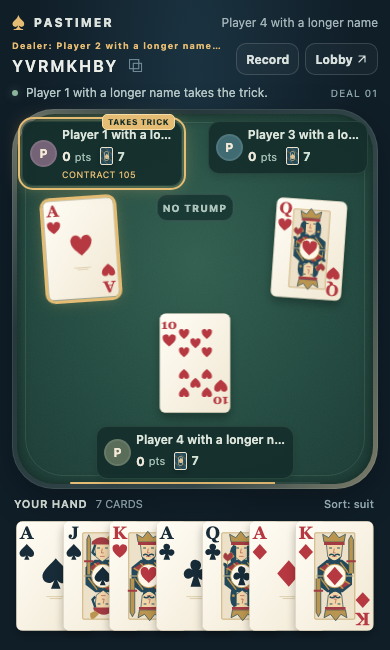 PASTIMER
Player 4 with a longer name
Dealer: Player 2 with a longer name…
YVRMKHBY
Record
Lobby ↗
Player 1 with a longer name takes the trick.
DEAL 01
TAKES TRICK
P
Player 1 with a lo…
0 pts 7
CONTRACT 105
P
Player 3 with a lo…
0 pts 7
A
A
NO TRUMP
Q
Q
10
10
P
Player 4 with a longer n…
0 pts 7
YOUR HAND 7 CARDS
Sort: suit
A
J
K
A
Q
A
K
K